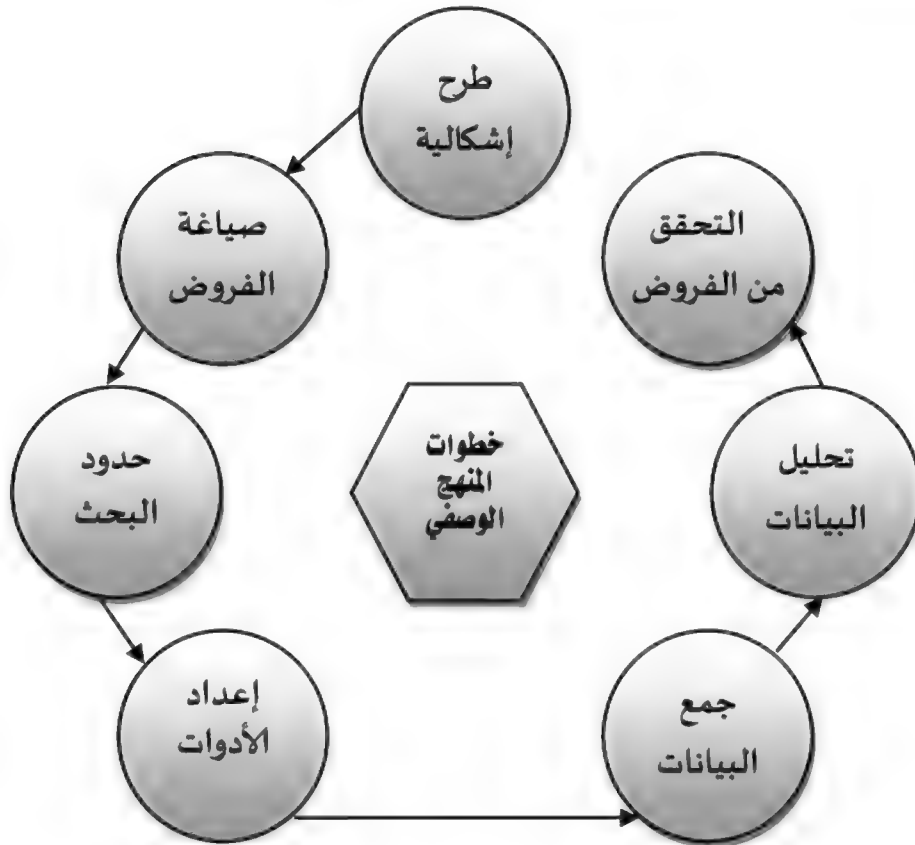 طرح
إشكالية
صياغة
الفروض
حدود
البحث
إعداد
الأدوات
جمع
البيانات
تحليل
البيانات
التحقق
من الفروض
خطوات
المنهج
الوصفي